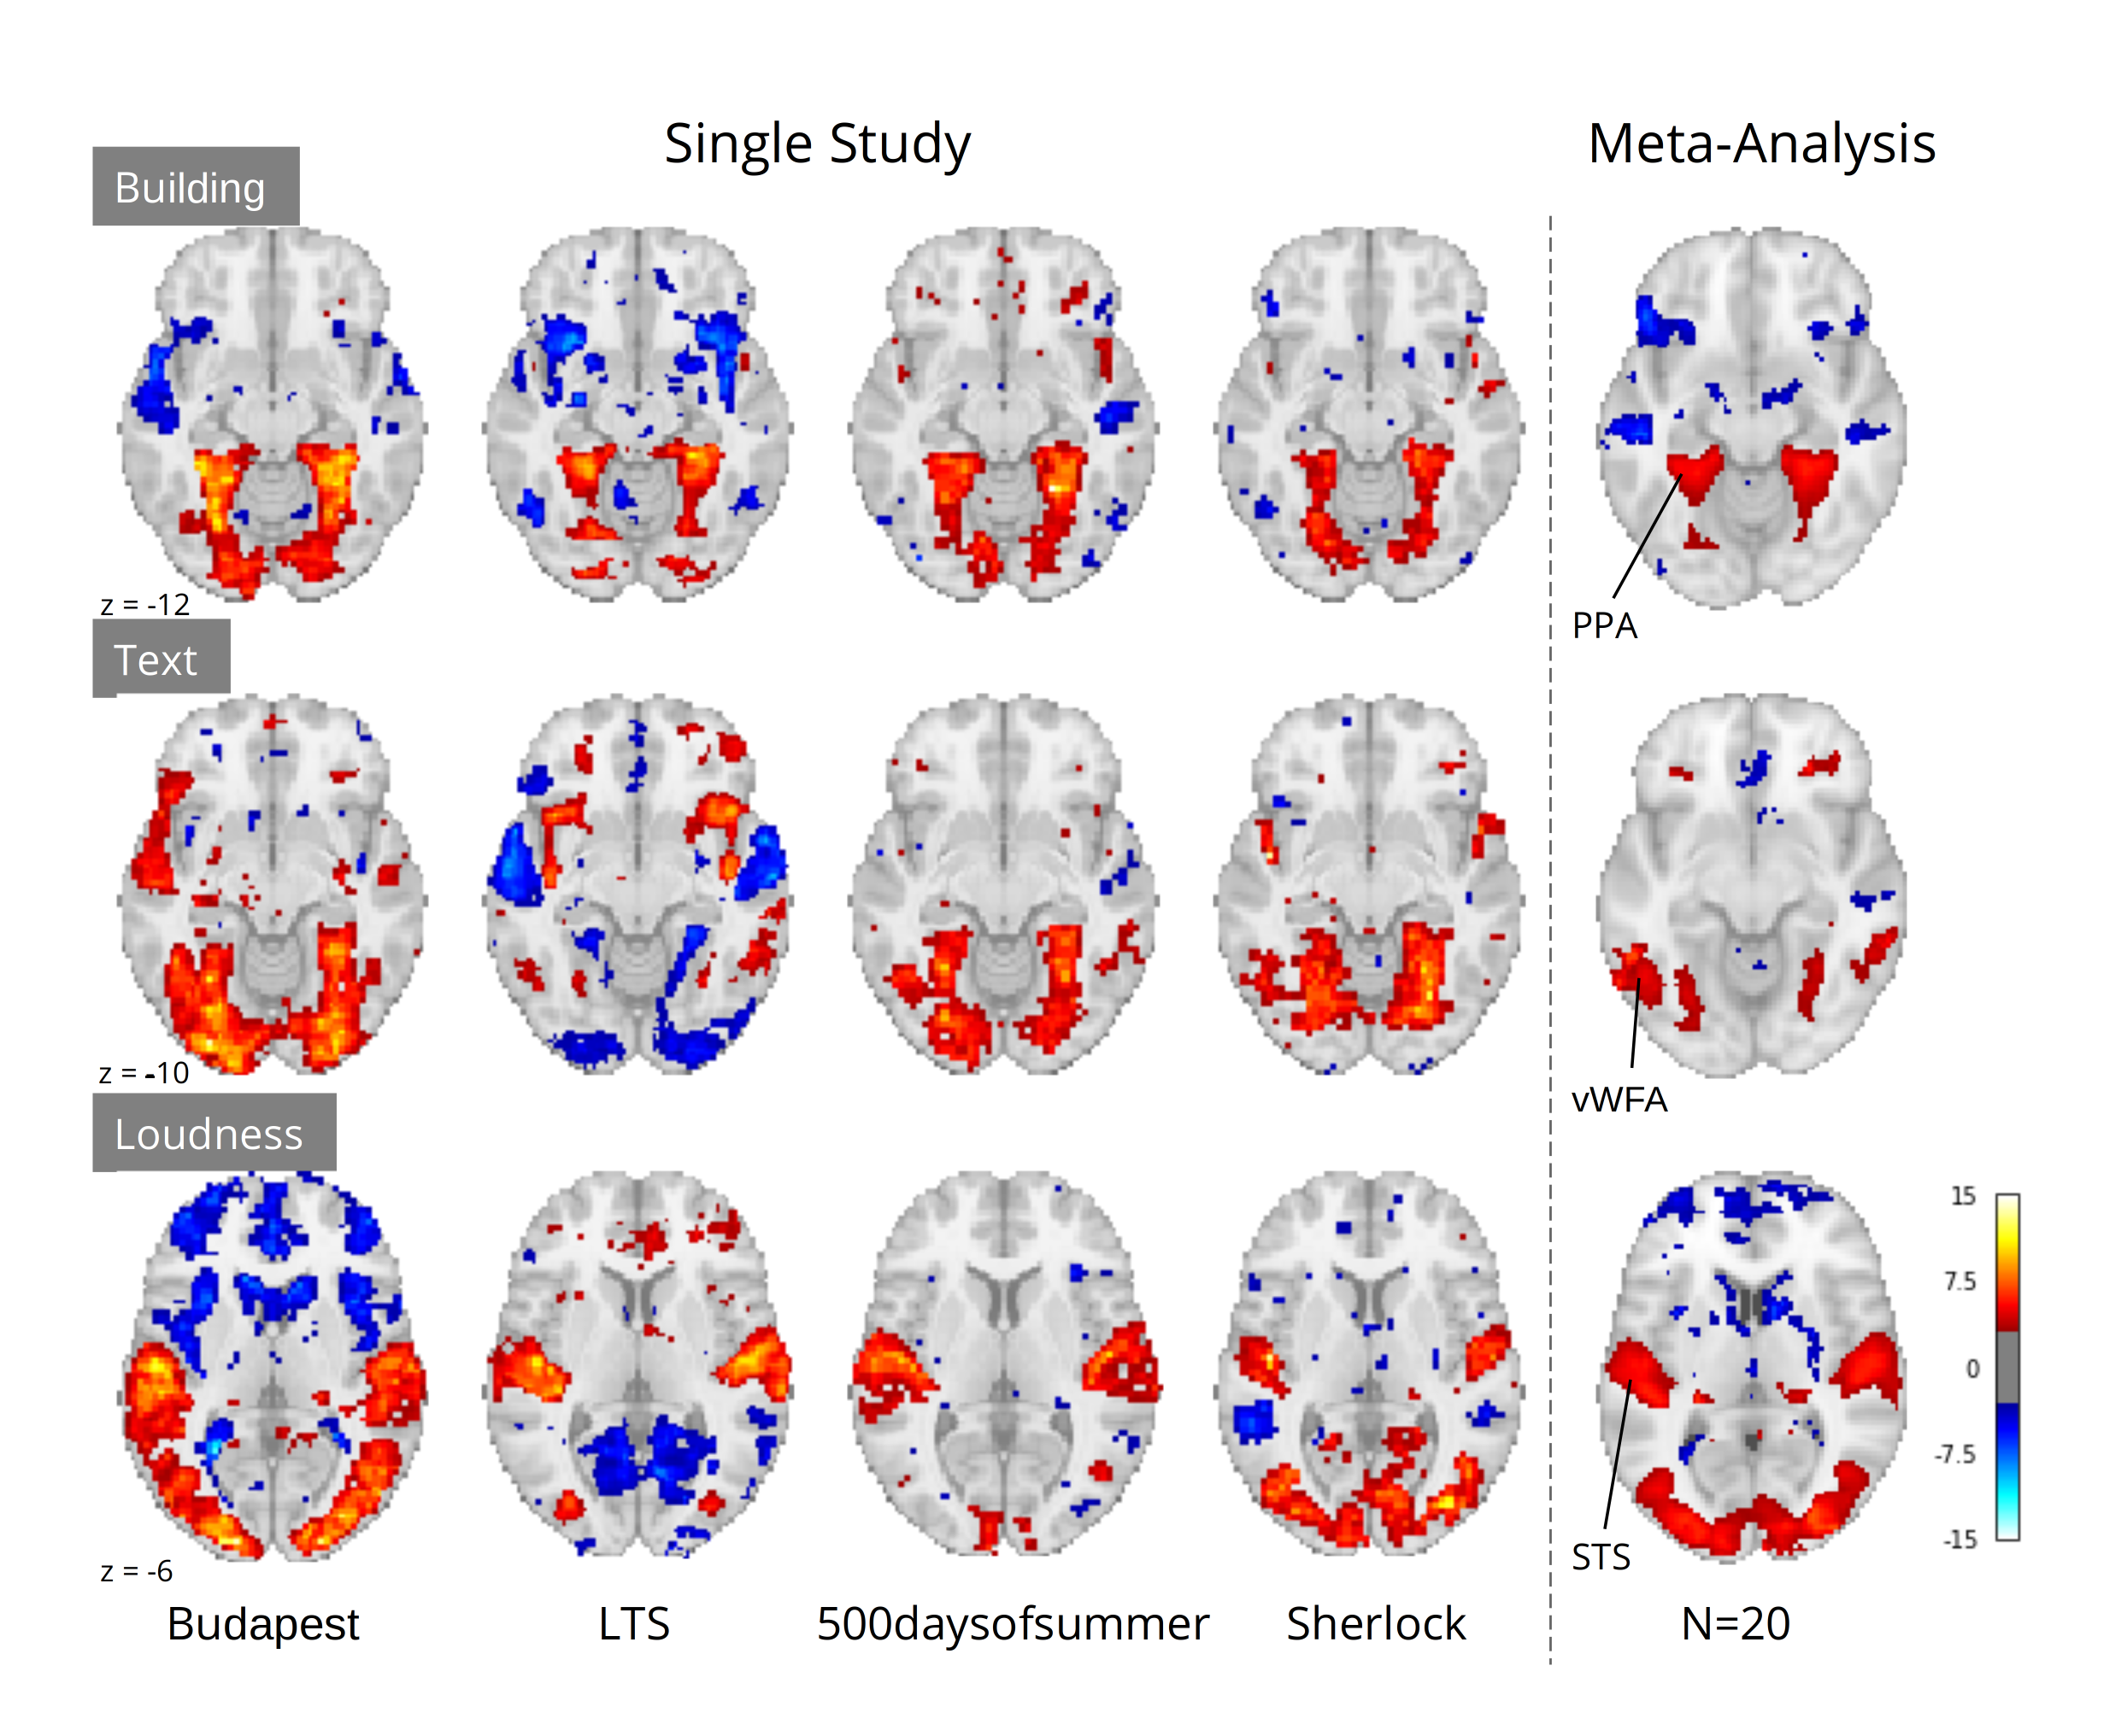 Single Study
Meta-Analysis
Building
z = -12
PPA
Text
z = -10
vWFA
Loudness
15
7.5
0
-7.5
-15
z = -6
STS
Budapest
LTS
500daysofsummer
Sherlock
N=20